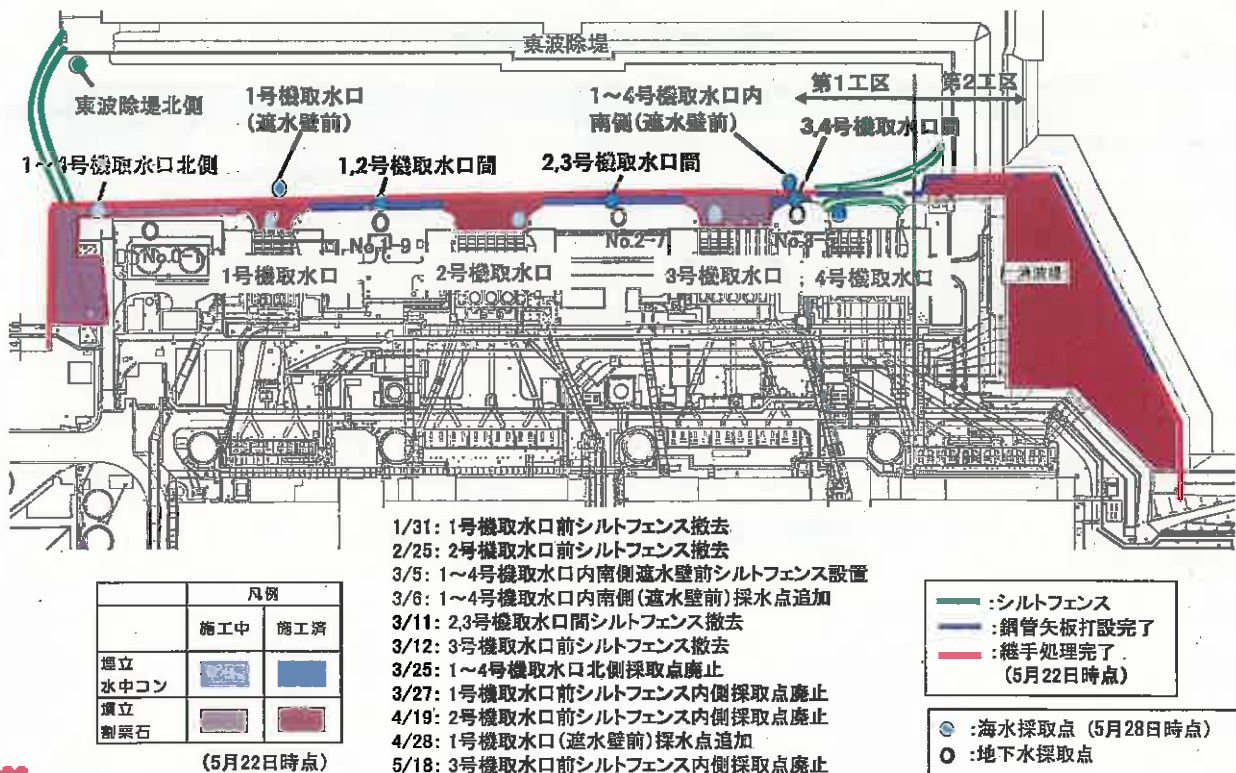 東波除堤
第1工区
第2工区
東波除堤北側
1号機取水口
(遮水壁前)
1~4号機取水口内
南側(遮水壁前)
3,4号機取水口間
1~4号機取水口北側
1,2号機取水口間
2,3号機取水口間
No.0-1
No.1-9
No.2-7
1号機取水口
2号機取水口
3号機取水口
4号機取水口
1/31: 1号機取水口前シルトフェンス撤去
2/25: 2号機取水口前シルトフェンス撤去
3/5: 1~4号機取水口内南側遮水壁前シルトフェンス設置
3/6: 1~4号機取水口内南側(遮水壁前)採水点追加
3/11: 2,3号機取水口間シルトフェンス撤去
3/12: 3号機取水口前シルトフェンス撤去
3/25: 1~4号機取水口北側採取点廃止
3/27: 1号機取水口前シルトフェンス内側採取点廃止
4/19: 2号機取水口前シルトフェンス内側採取点廃止
4/28: 1号機取水口(遮水壁前)採水点追加
5/18: 3号機取水口前シルトフェンス内側採取点廃止
凡例
施工中 施工済
埋立
水中コン
埋立
割栗石
(5月22日時点)
:シルトフェンス
:鋼管矢板打設完了
:継手処理完了
(5月22日時点)
:海水採取点 (5月28日時点)
:地下水採取点